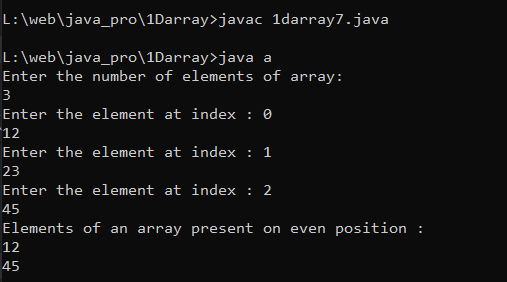 L:\web\java_pro\1Darray>javac 1darray7.java
L:\web\java_pro\1Darray>java a
Enter the number of elements of array:
3
Enter the element at index : 0
12
Enter the element at index : 1
23
Enter the element at index : 2
45
Elements of an array present on even position :
12
45